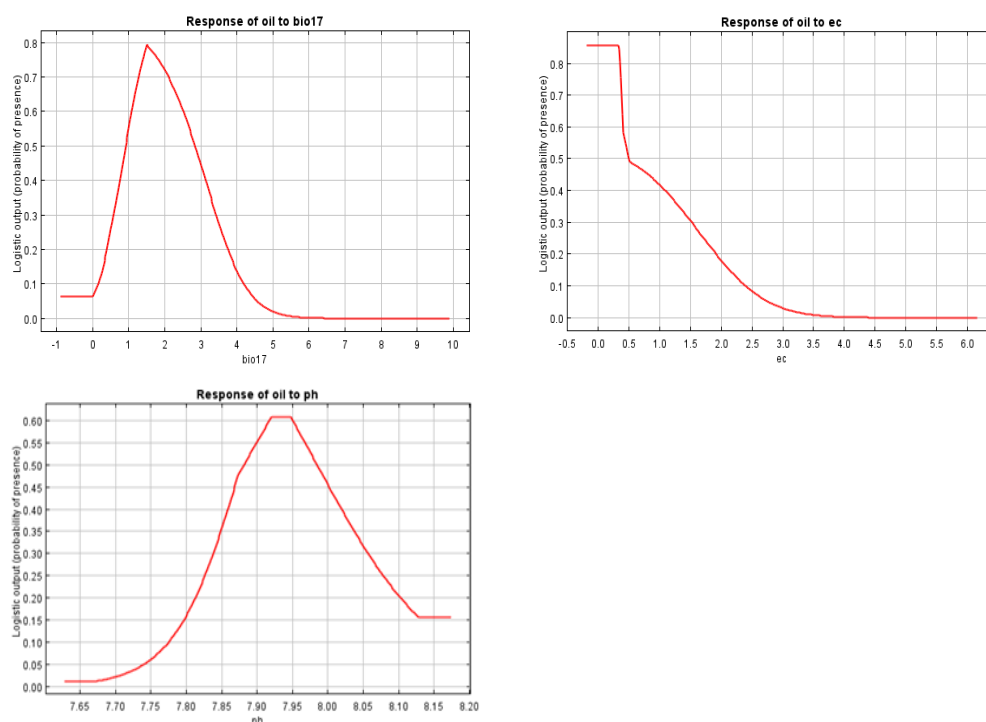 Response of oil to bio17
Logistic output (probability of presence)
0.8
0.7
0.6
0.5
0.4
0.3
0.2
0.1
0.0
-1 0 1 2 3 4 5 6 7 8 9 10
bio17
Response of oil to ec
Logistic output (probability of presence)
0.8
0.7
0.6
0.5
0.4
0.3
0.2
0.1
0.0
-0.5 0.0 0.5 1.0 1.5 2.0 2.5 3.0 3.5 4.0 4.5 5.0 5.5 6.0
ec
Response of oil to ph
Logistic output (probability of presence)
0.60
0.55
0.50
0.45
0.40
0.35
0.30
0.25
0.20
0.15
0.10
0.05
0.00
7.65 7.70 7.75 7.80 7.85 7.90 7.95 8.00 8.05 8.10 8.15 8.20
ph